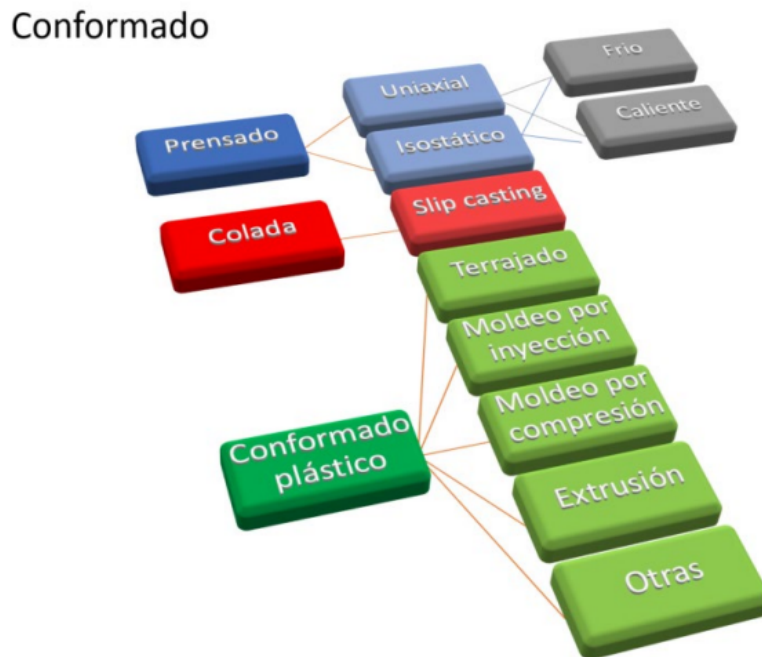 Conformado
Prensado
Uniaxial
Isostático
Frio
Caliente
Colada
Slip casting
Conformado
plástico
Terrajado
Moldeo por
inyección
Moldeo por
compresión
Extrusión
Otras